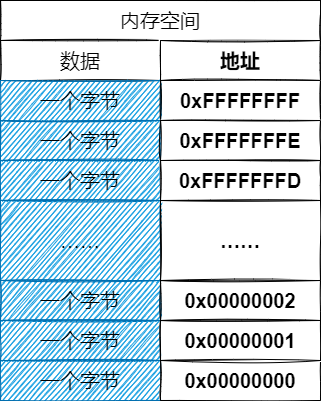 内存空间
数据 地址
一个字节 0xFFFFFFFF
一个字节 0xFFFFFFFE
一个字节 0xFFFFFFFD
…… ……
一个字节 0x00000002
一个字节 0x00000001
一个字节 0x00000000